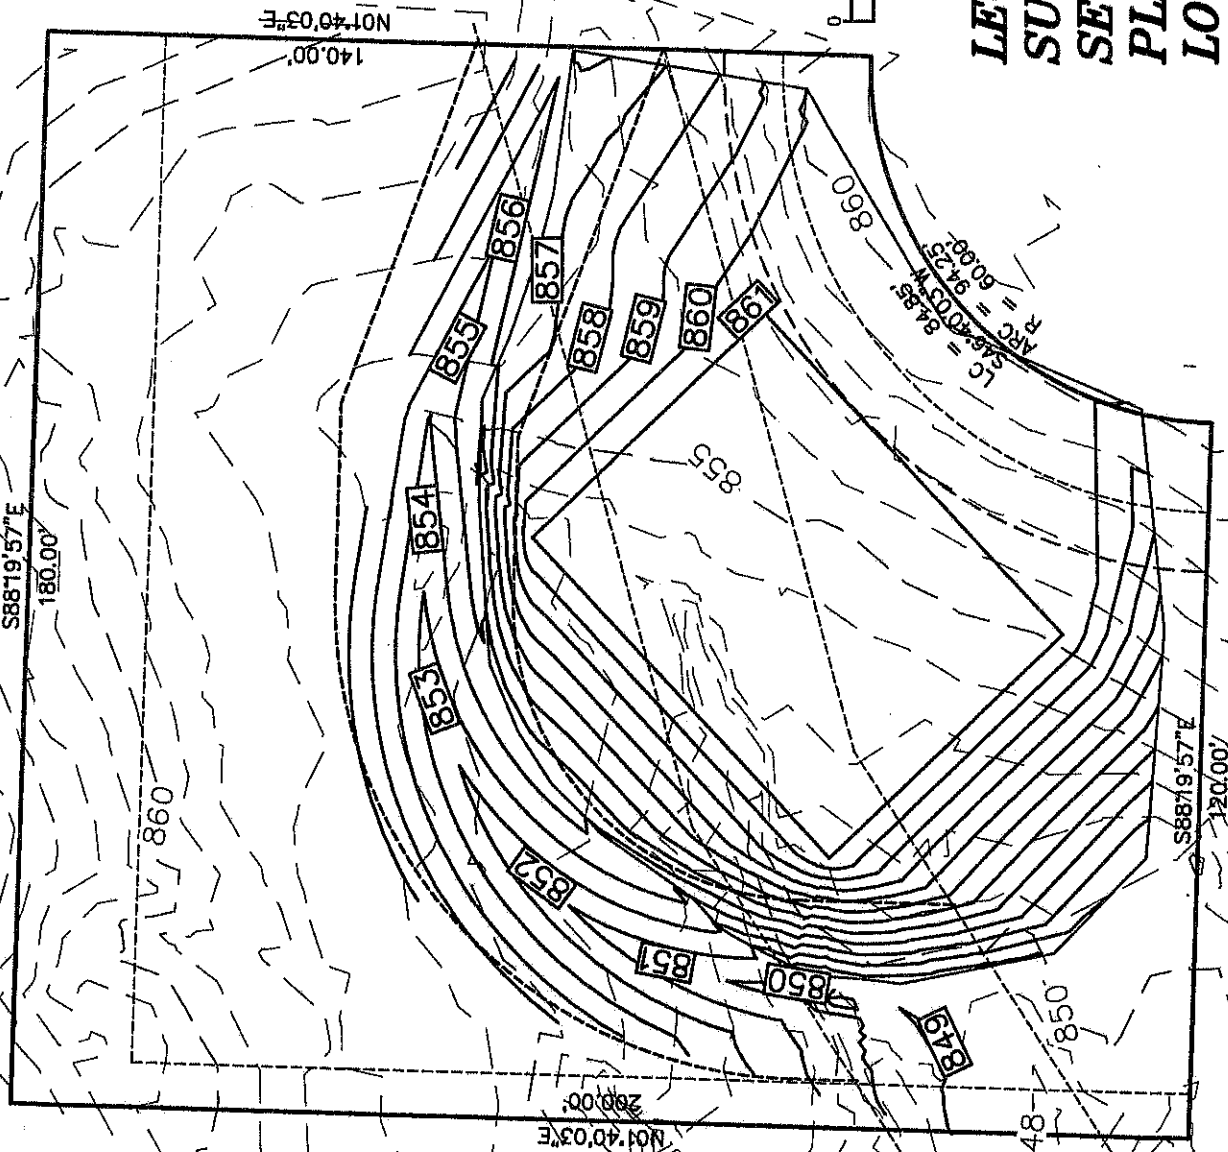 N01°40'03"E
140.00'
0
LE
SU
SE
PL
LO
S88°19'57"E
180.00'
856
857
855
858
859
860
861
860
LC = 84.85'
S46°40'03"W
ARC = 94.25'
R = 60.00'
855
854
853
860
852
851
850
849
850
48
S88°19'57"E
120.00'
200.00'
N01°40'03"E